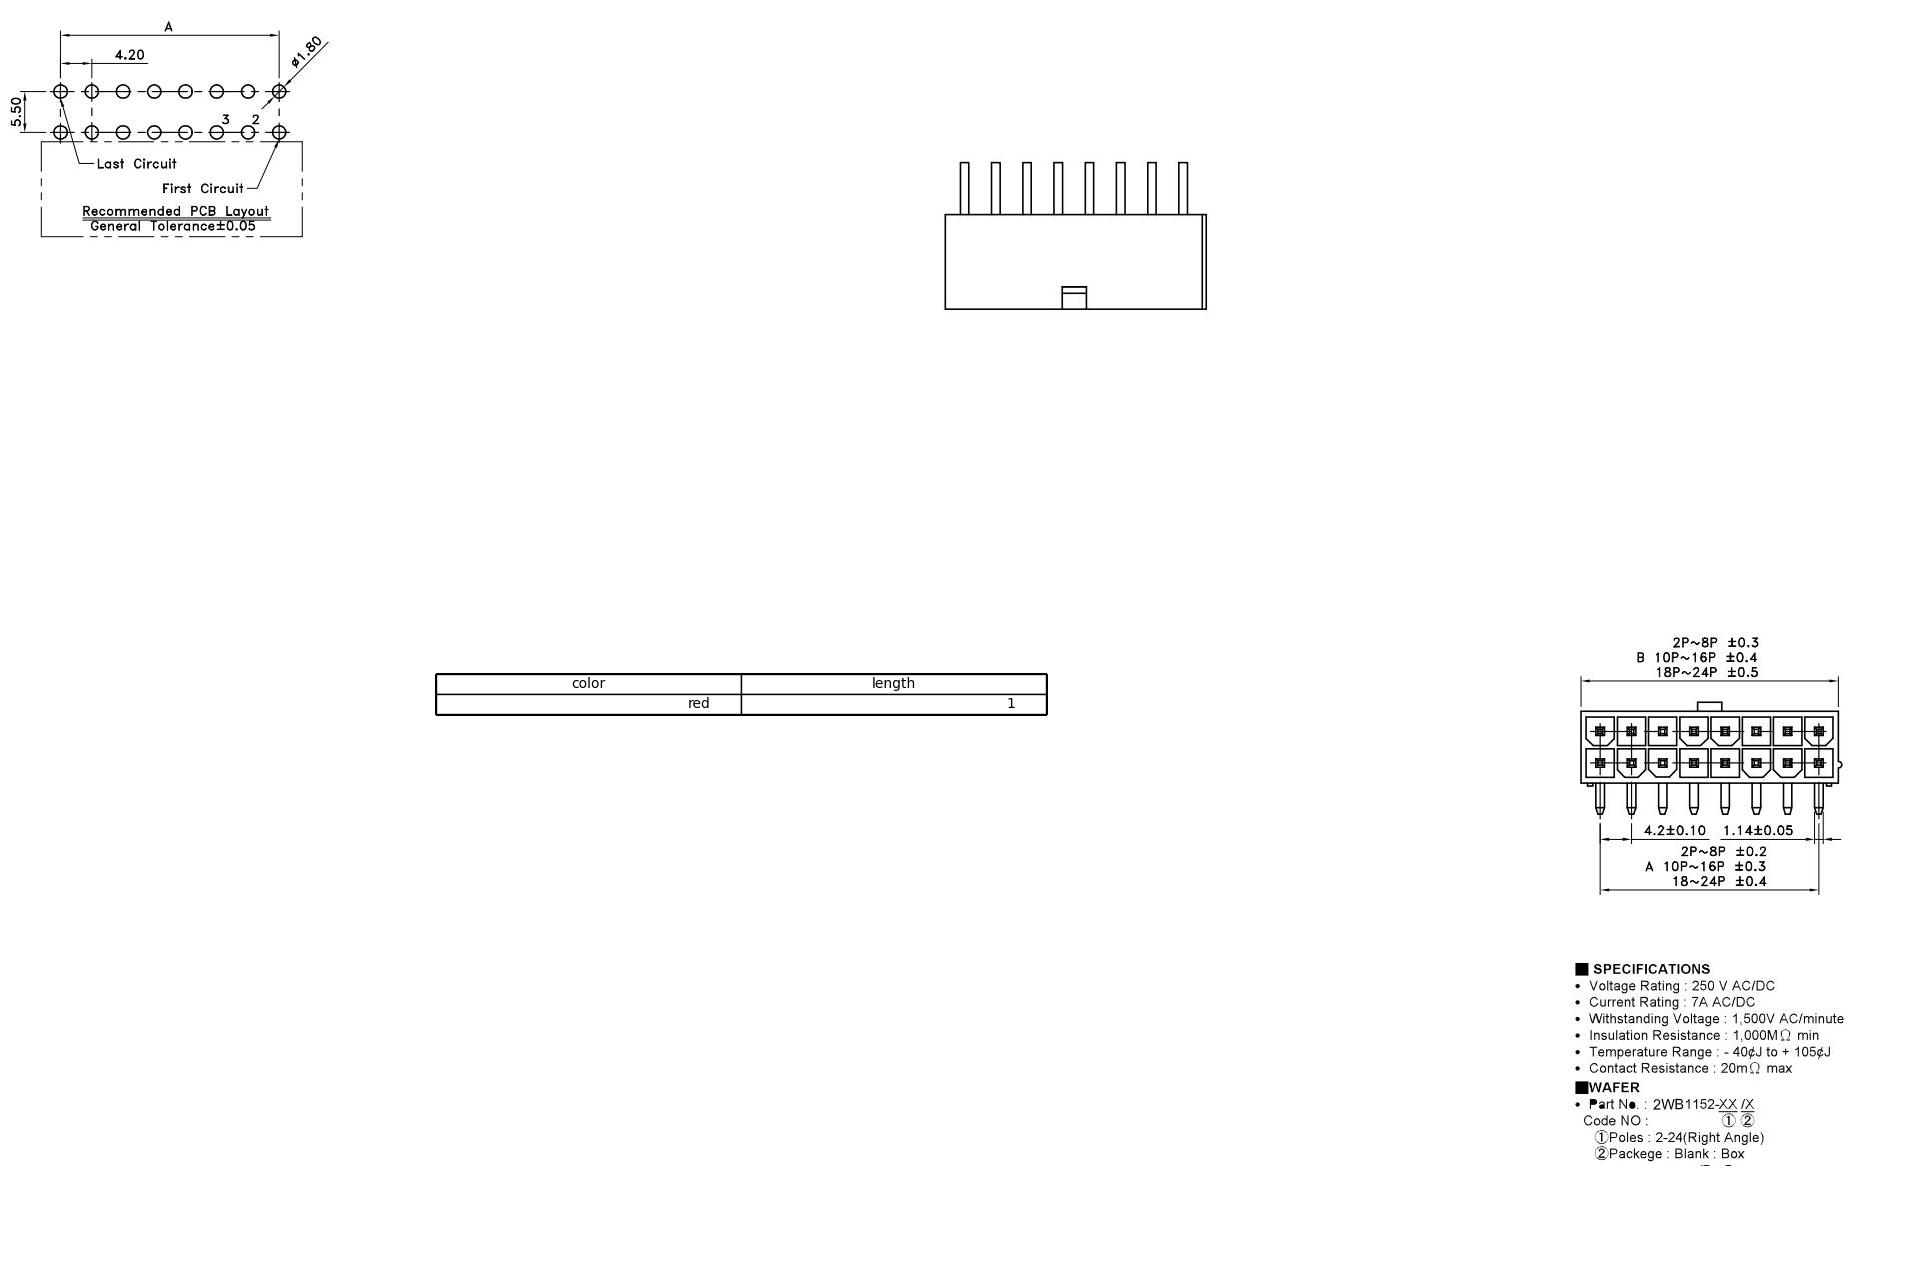 A
4.20
ø1.80
5.50
3 2
Last Circuit
First Circuit
Recommended PCB Layout
General Tolerance±0.05
color length
red 1
2P~8P ±0.3
B 10P~16P ±0.4
18P~24P ±0.5
4.2±0.10 1.14±0.05
2P~8P ±0.2
A 10P~16P ±0.3
18~24P ±0.4
■ SPECIFICATIONS
• Voltage Rating : 250 V AC/DC
• Current Rating : 7A AC/DC
• Withstanding Voltage : 1,500V AC/minute
• Insulation Resistance : 1,000MΩ min
• Temperature Range : - 40¢J to + 105¢J
• Contact Resistance : 20mΩ max
■WAFER
• Part No. : 2WB1152-XX /X
Code NO : ① ②
①Poles : 2-24(Right Angle)
②Packege : Blank : Box